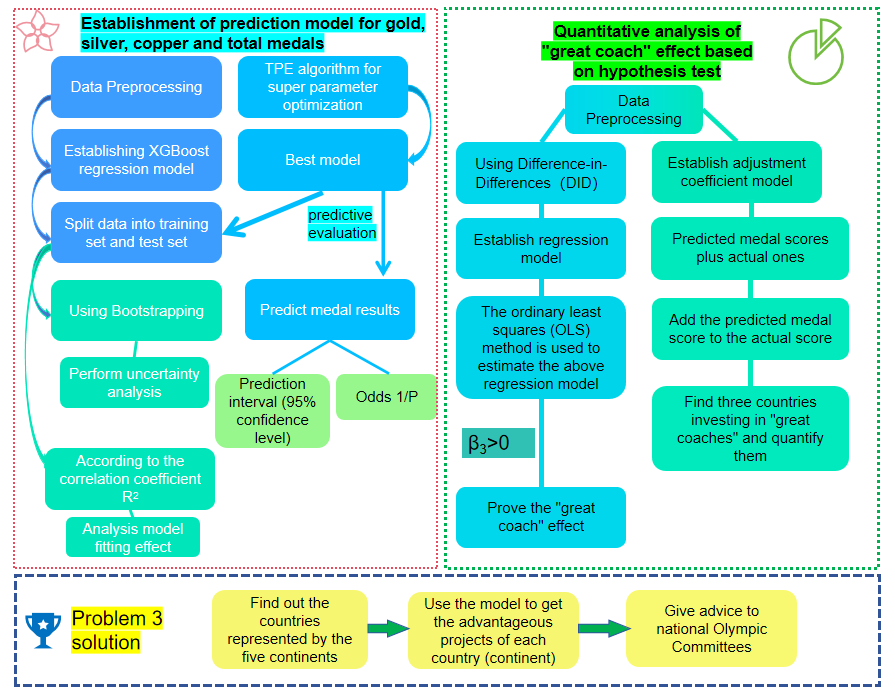 Establishment of prediction model for gold,
silver, copper and total medals
Data Preprocessing
TPE algorithm for
super parameter
optimization
Establishing XGBoost
regression model
Best model
Split data into training
set and test set
predictive
evaluation
Using Bootstrapping
Predict medal results
Perform uncertainty
analysis
Prediction
interval (95%
confidence
level)
Odds 1/P
According to the
correlation coefficient
R²
Analysis model
fitting effect
Quantitative analysis of
"great coach" effect based
on hypothesis test
Data
Preprocessing
Using Difference-in-
Differences (DID)
Establish regression
model
The ordinary least
squares (OLS)
method is used to
estimate the above
regression model
β₃>0
Prove the "great
coach" effect
Establish adjustment
coefficient model
Predicted medal scores
plus actual ones
Add the predicted medal
score to the actual score
Find three countries
investing in "great
coaches" and quantify
them
Problem 3
solution
Find out the
countries
represented by the
five continents
Use the model to get
the advantageous
projects of each
country (continent)
Give advice to
national Olympic
Committees